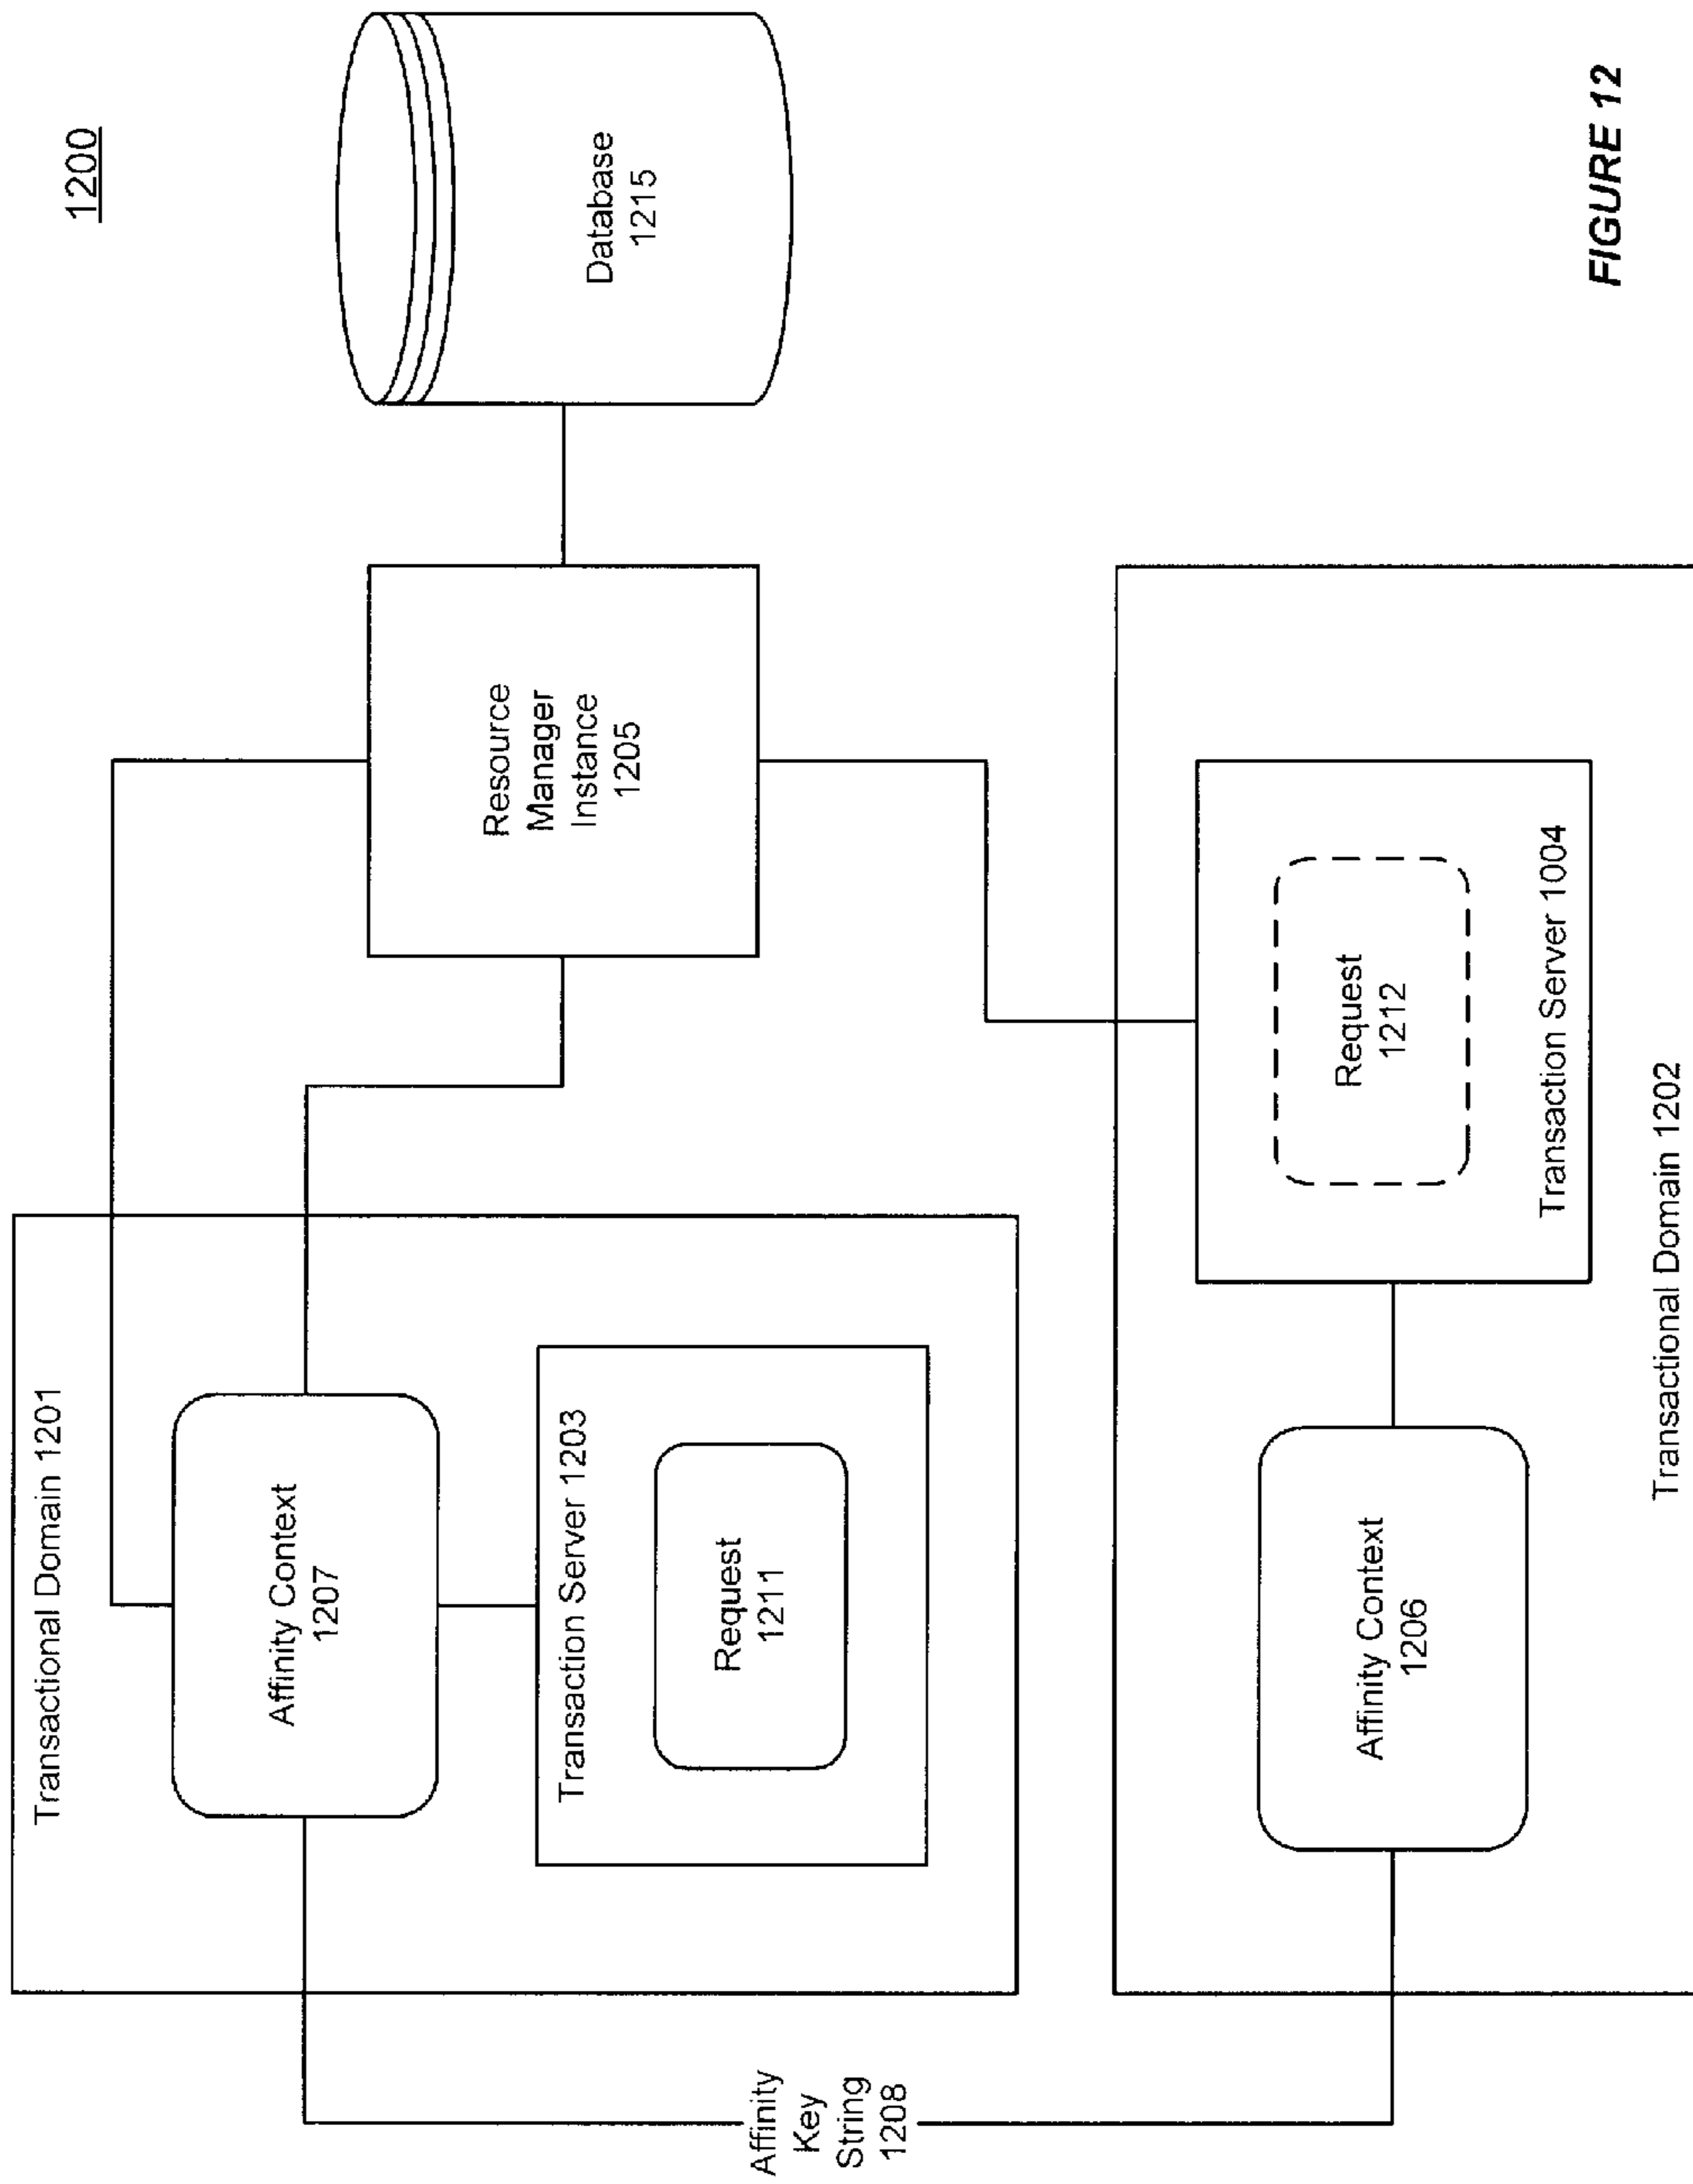 1200
Transactional Domain 1201
Affinity Context
1207
Transaction Server 1203
Request
1211
Resource
Manager
Instance
1205
Database
1215
Affinity
Key
String
1208
Affinity Context
1206
Request
1212
Transaction Server 1004
Transactional Domain 1202
FIGURE 12